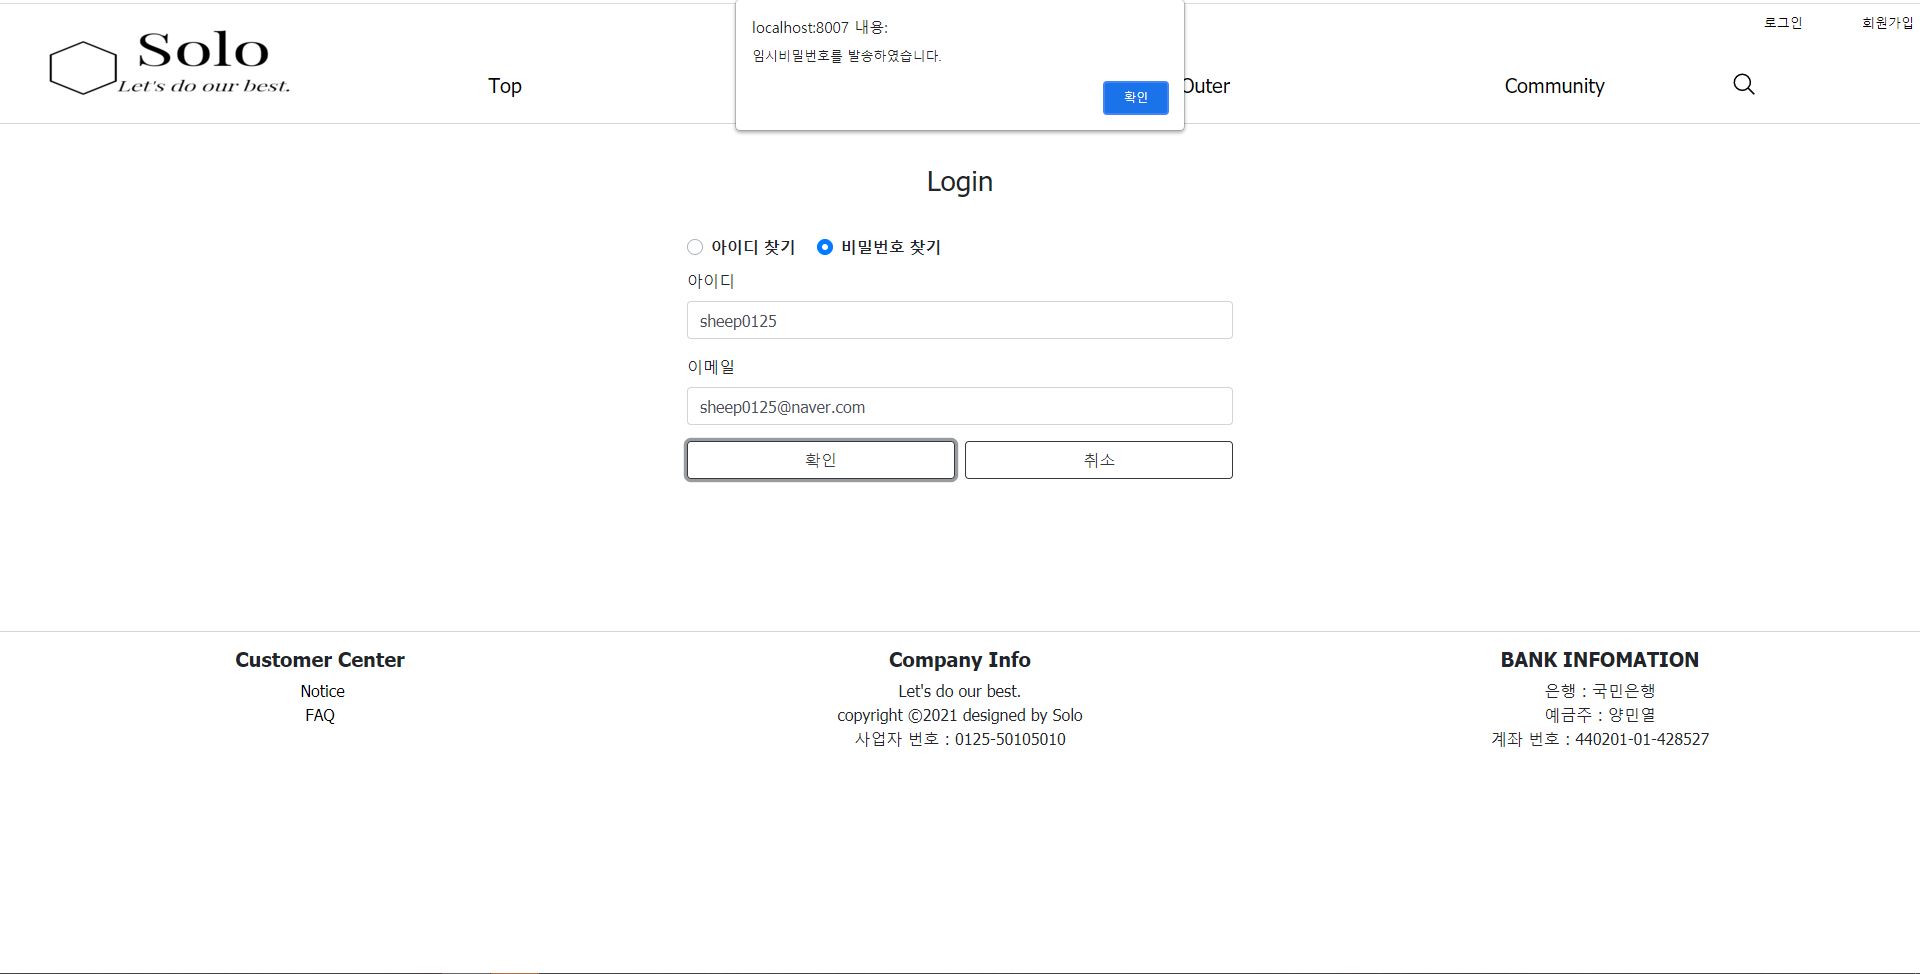 localhost:8007 내용:
임시비밀번호를 발송하였습니다.
확인
로그인 회원가입
Solo
Let's do our best.
Top Outer Community
Login
아이디 찾기 비밀번호 찾기
아이디
sheep0125
이메일
sheep0125@naver.com
확인 취소
Customer Center
Notice
FAQ
Company Info
Let's do our best.
copyright ©2021 designed by Solo
사업자 번호 : 0125-50105010
BANK INFOMATION
은행 : 국민은행
예금주 : 양민열
계좌 번호 : 440201-01-428527